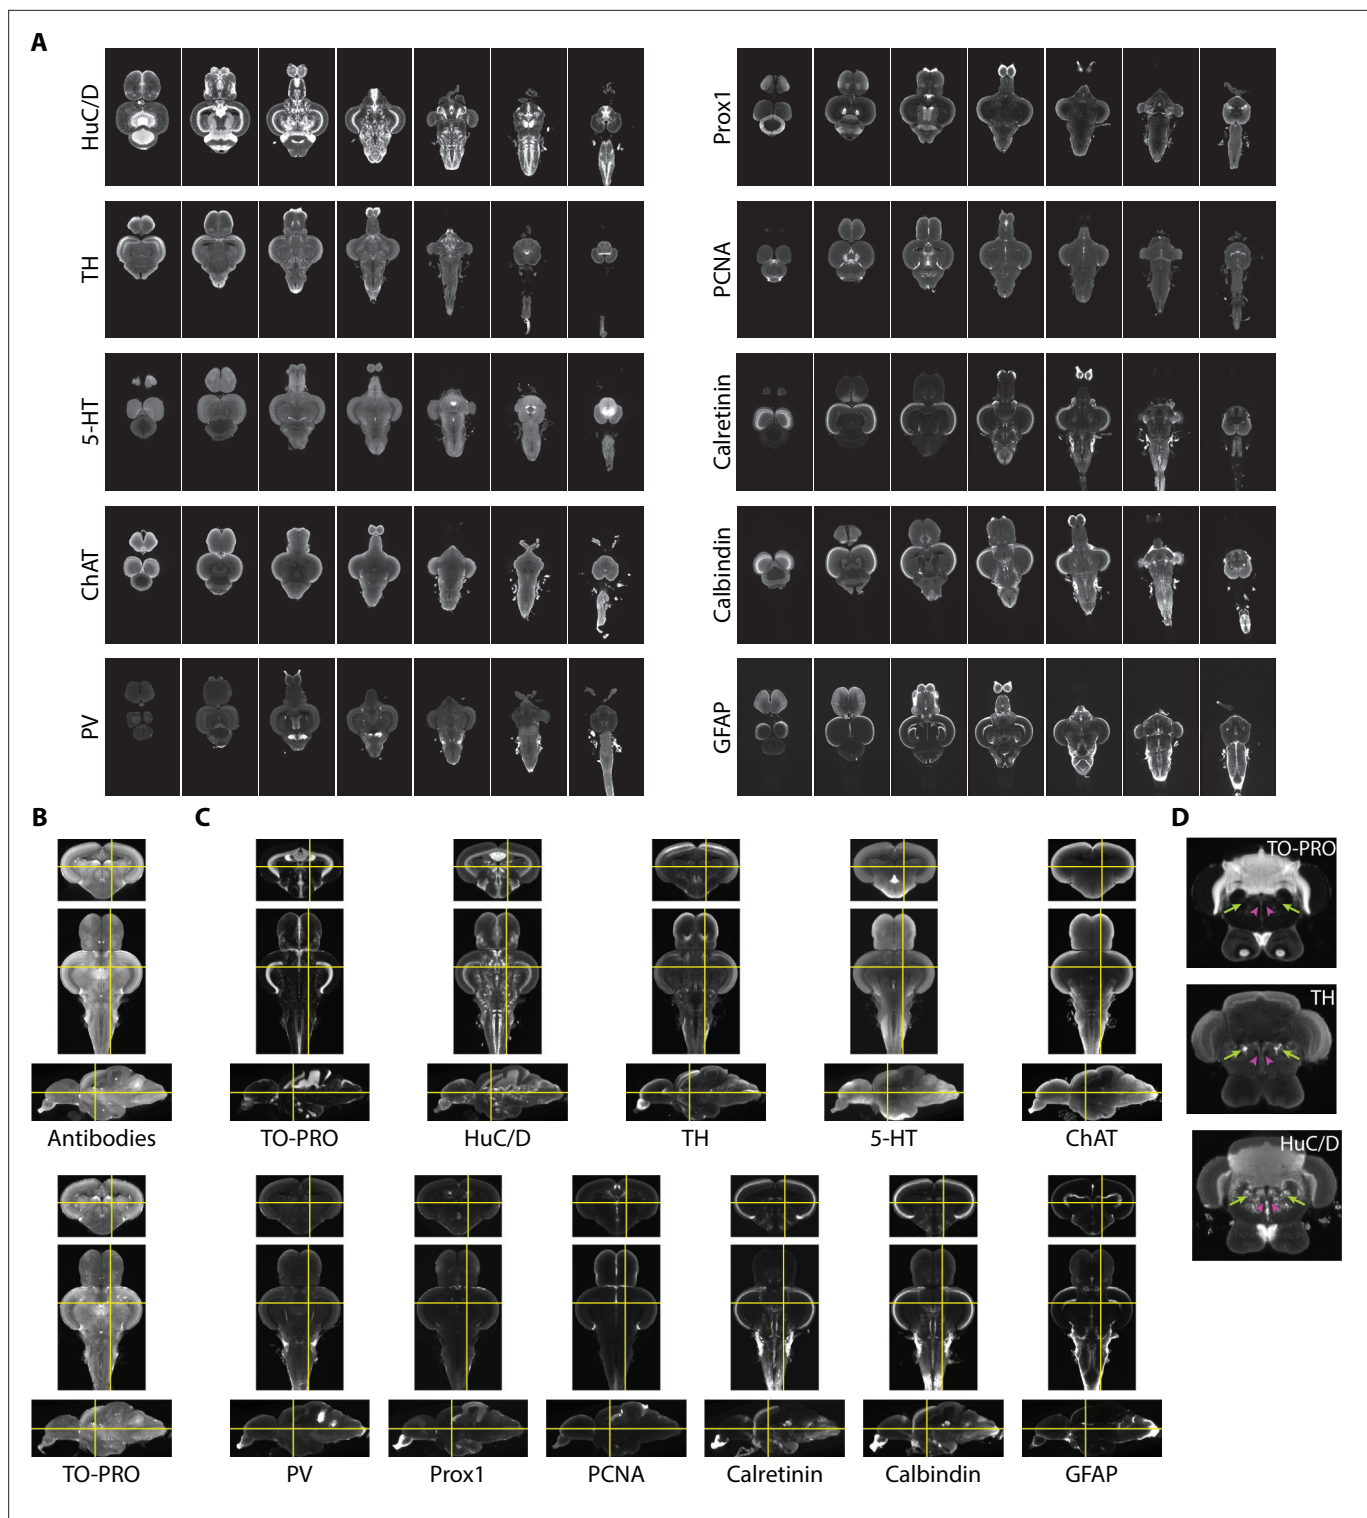 A
HuC/D
TH
5-HT
ChAT
PV
Prox1
PCNA
Calretinin
Calbindin
GFAP
B
C
D
Antibodies
TO-PRO
HuC/D
TH
5-HT
ChAT
TO-PRO
PV
Prox1
PCNA
Calretinin
Calbindin
GFAP
TO-PRO
TH
HuC/D